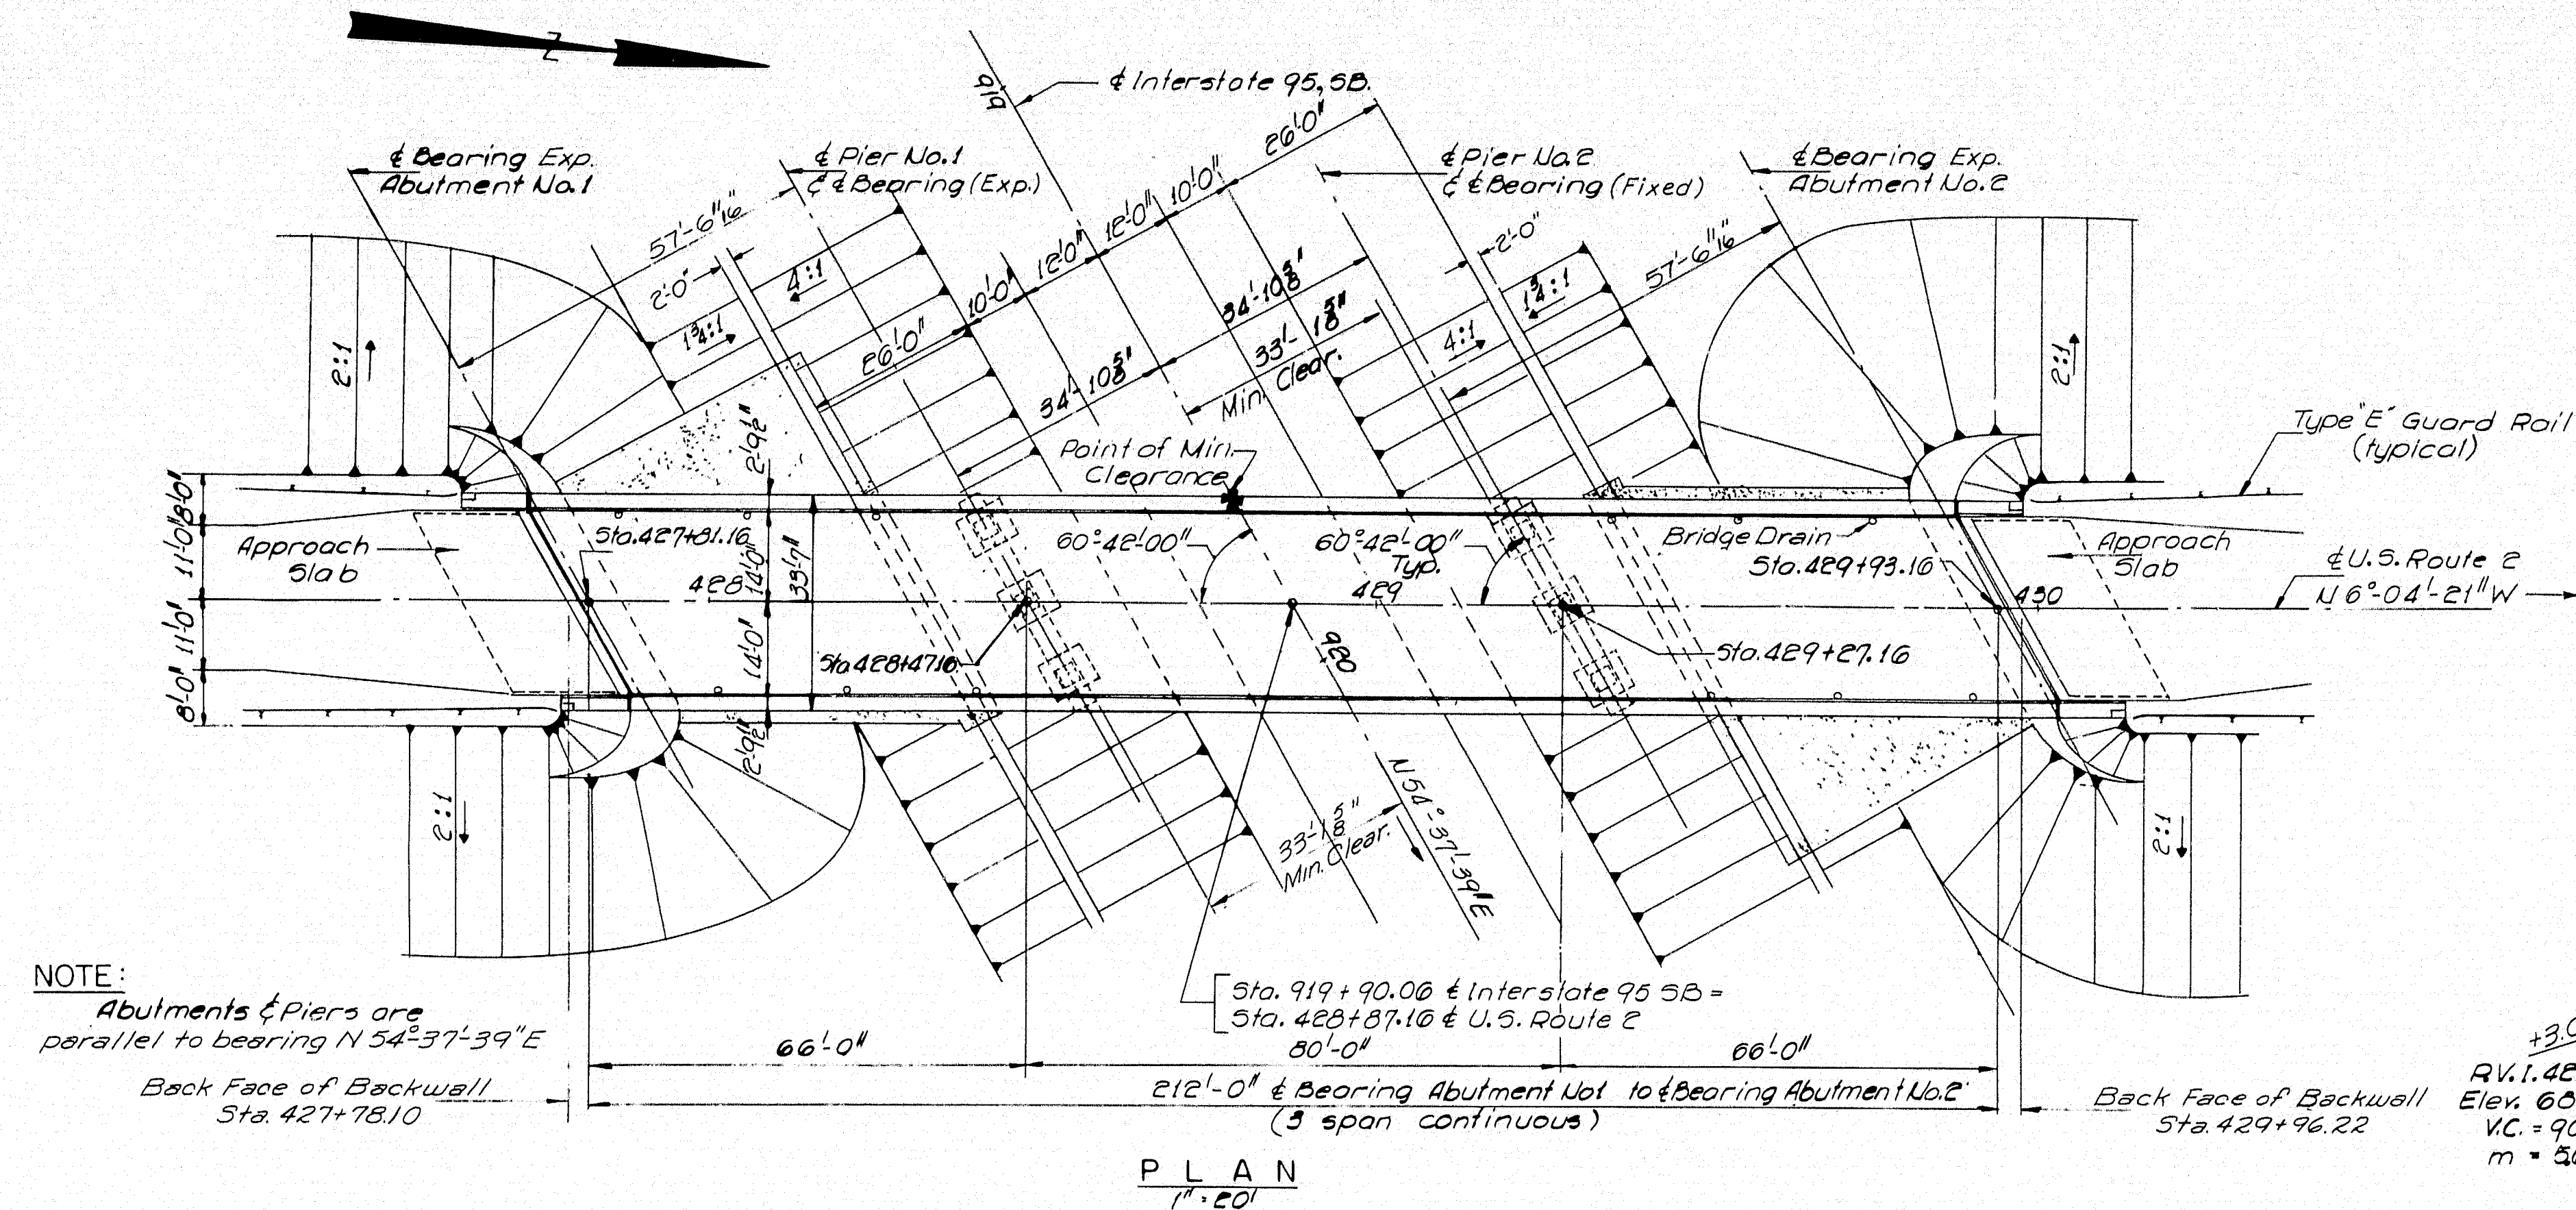 N
919
₵ Interstate 95, SB.
₵ Bearing Exp.
Abutment No.1
₵ Pier No.1
& ₵ Bearing (Exp.)
₵ Pier No.2
& ₵ Bearing (Fixed)
₵ Bearing Exp.
Abutment No.2
57'-6 11/16"
2'-0"
4:1
1 3/4:1
26'-0"
10'-0"
12'-0"
12'-0"
10'-0"
26'-0"
34'-10 5/8"
34'-10 5/8"
33'-1 5/8"
Min. Clear.
2'-0"
1 3/4:1
4:1
57'-6 11/16"
2:1
2:1
Type "E" Guard Rail
(typical)
Point of Min.
Clearance
2'-9 1/2"
8'-0"
11'-0"
11'-0"
8'-0"
Approach
Slab
Sta. 427+81.16
428
14'-0"
33'-7"
14'-0"
2'-9 1/2"
60°-42'-00"
60°-42'-00"
Typ.
429
Bridge Drain
Sta. 429+93.16
430
Approach
Slab
₵ U.S. Route 2
N 6°-04'-21" W
Sta. 428+47.16
920
Sta. 429+27.16
2:1
2:1
33'-1 5/8"
Min. Clear.
N 54°-37'-39" E
NOTE:
Abutments & Piers are
parallel to bearing N 54°-37'-39" E
Sta. 919+90.06 ₵ Interstate 95 SB =
Sta. 428+87.16 ₵ U.S. Route 2
66'-0"
80'-0"
66'-0"
212'-0" ₵ Bearing Abutment No1 to ₵ Bearing Abutment No.2
(3 span continuous)
Back Face of Backwall
Sta. 427+78.10
Back Face of Backwall
Sta. 429+96.22
P L A N
1" = 20'
V.C. =
m =